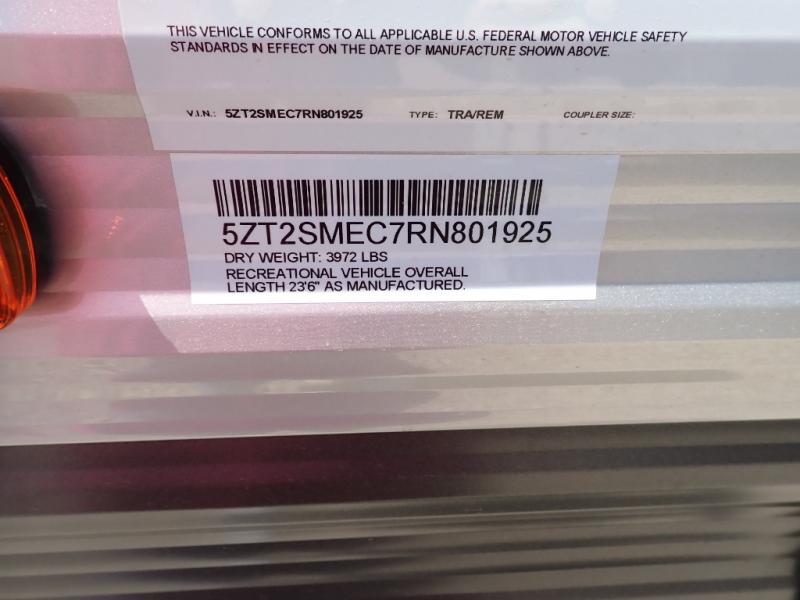 THIS VEHICLE CONFORMS TO ALL APPLICABLE U.S. FEDERAL MOTOR VEHICLE SAFETY
STANDARDS IN EFFECT ON THE DATE OF MANUFACTURE SHOWN ABOVE.
V.I.N.: 5ZT2SMEC7RN801925 TYPE: TRA/REM COUPLER SIZE:
5ZT2SMEC7RN801925
DRY WEIGHT: 3972 LBS
RECREATIONAL VEHICLE OVERALL
LENGTH 23'6" AS MANUFACTURED.